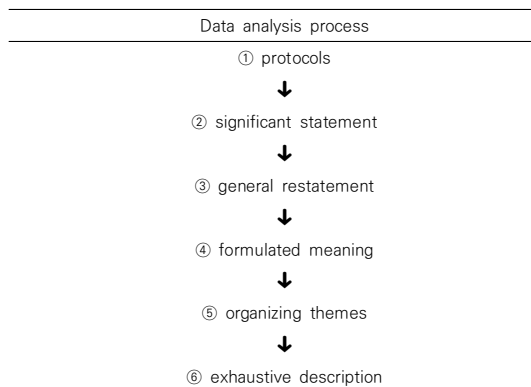 Data analysis process
① protocols
② significant statement
③ general restatement
④ formulated meaning
⑤ organizing themes
⑥ exhaustive description